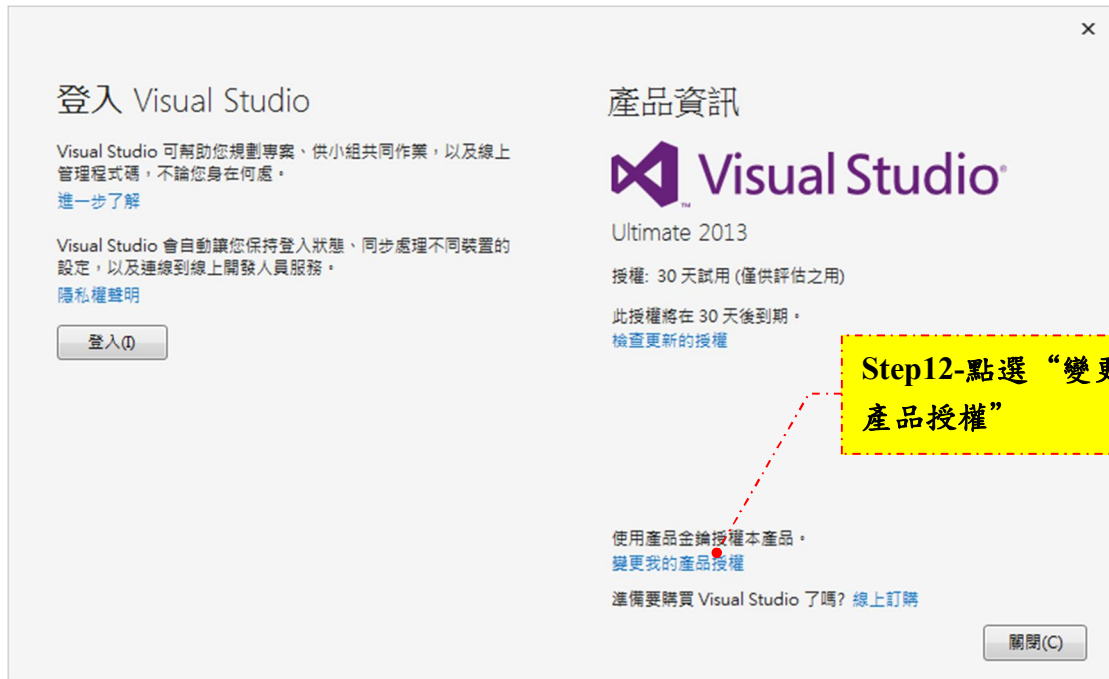 登入 Visual Studio
Visual Studio 可幫助您規劃專案、供小組共同作業，以及線上
管理程式碼，不論您身在何處。
進一步了解
Visual Studio 會自動讓您保持登入狀態、同步處理不同裝置的
設定，以及連線到線上開發人員服務。
隱私權聲明
登入(I)
產品資訊
Visual Studio
Ultimate 2013
授權: 30 天試用 (僅供評估之用)
此授權將在 30 天後到期。
檢查更新的授權
Step12-點選“變更
產品授權”
使用產品金鑰授權本產品。
變更我的產品授權
準備要購買 Visual Studio 了嗎? 線上訂購
關閉(C)